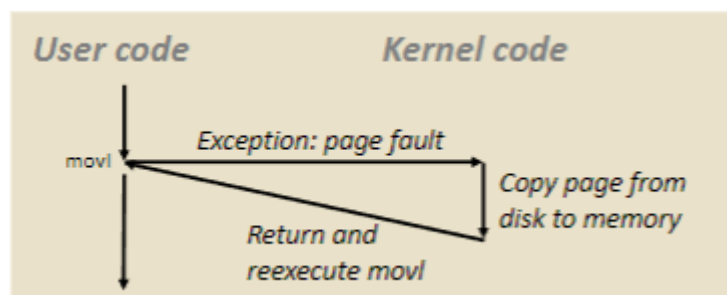 User code
Kernel code
Exception: page fault
movl
Copy page from
disk to memory
Return and
reexecute movl